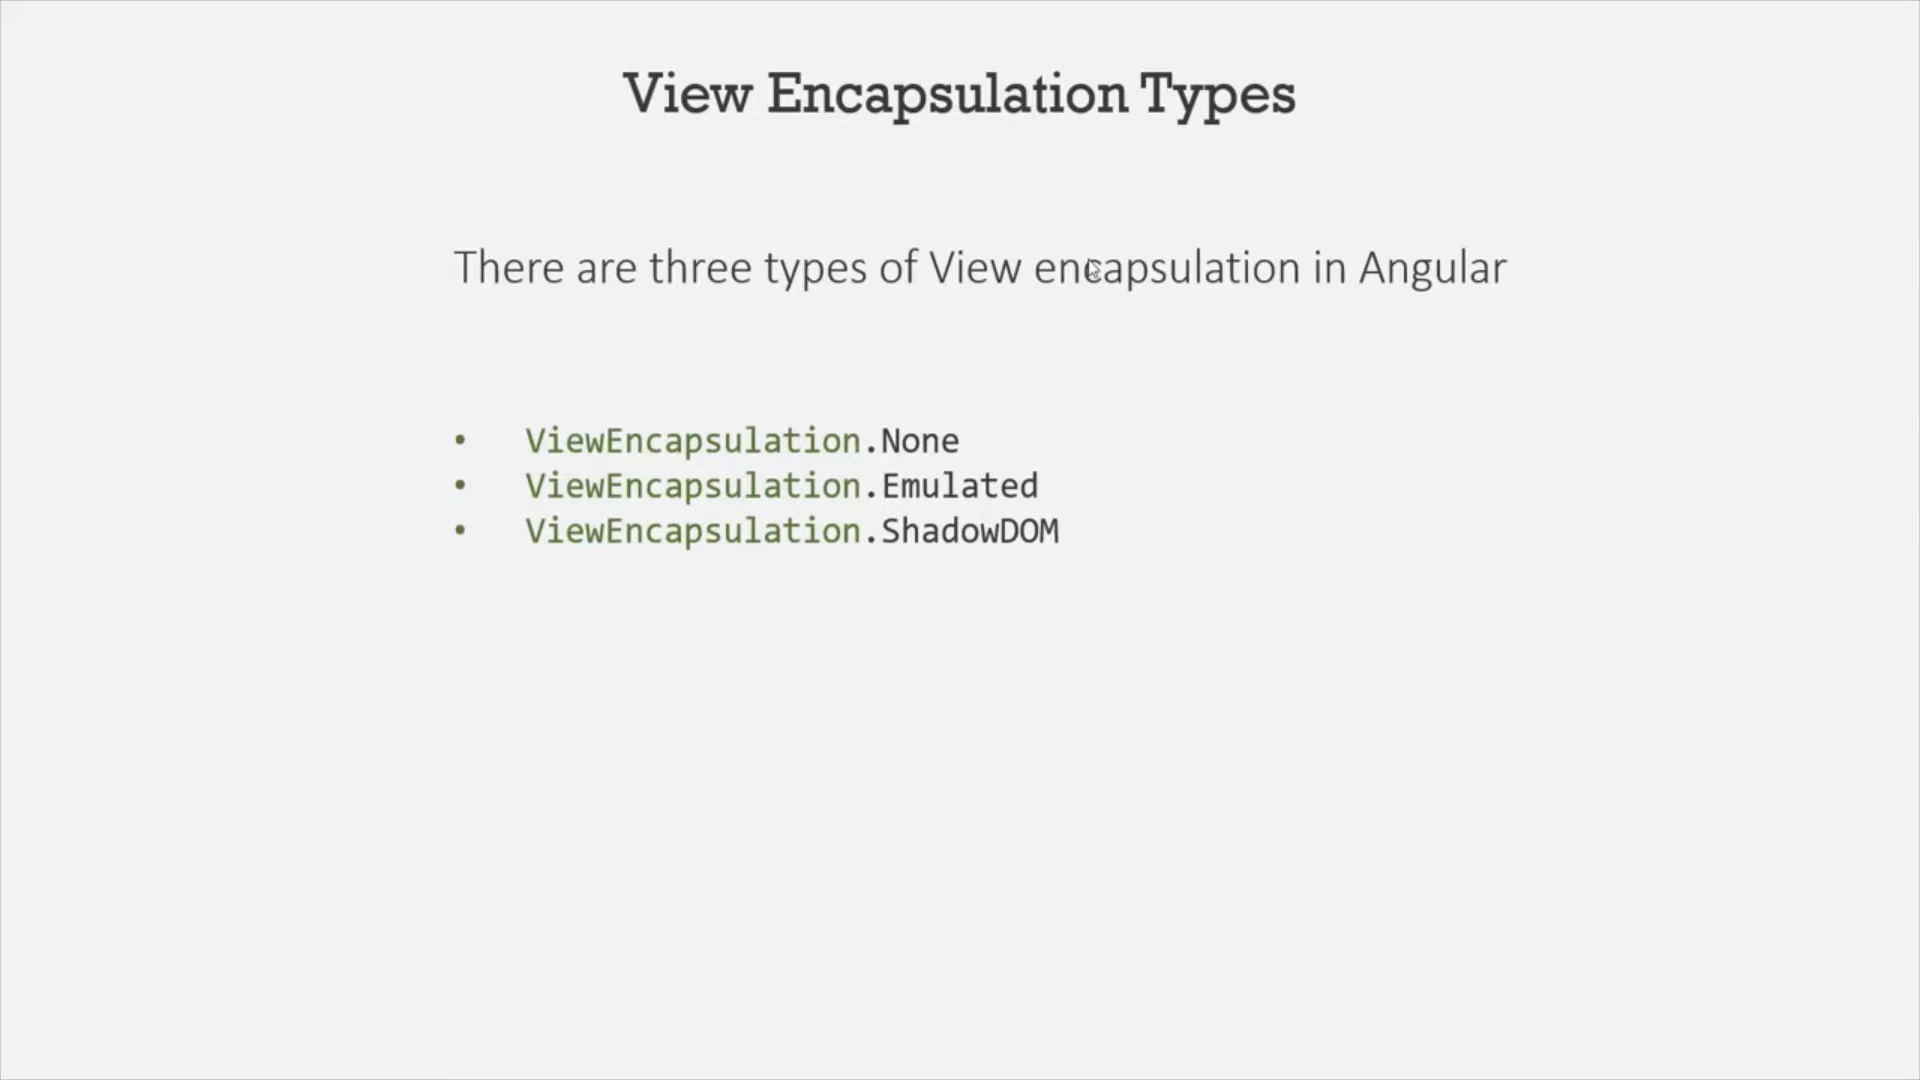 View Encapsulation Types
There are three types of View encapsulation in Angular
• ViewEncapsulation.None
• ViewEncapsulation.Emulated
• ViewEncapsulation.ShadowDOM